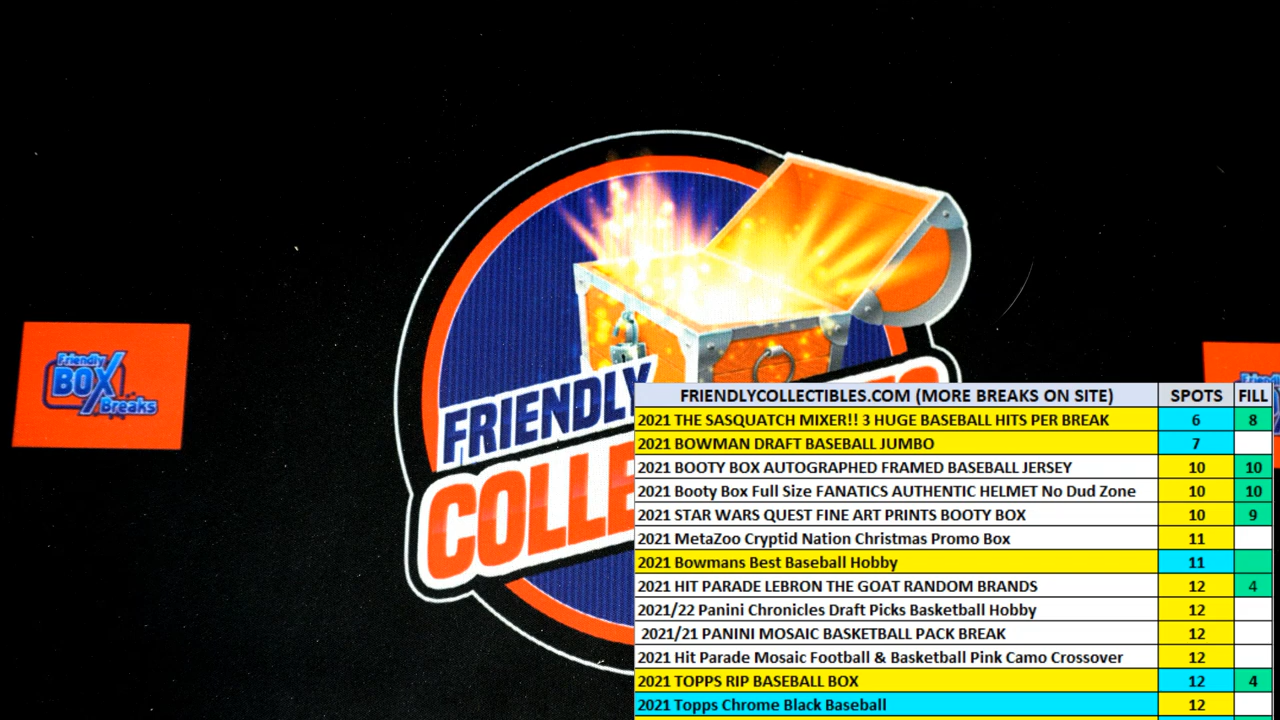 Friendly
BOX
Breaks
FRIENDLY
COLLE
FRIENDLYCOLLECTIBLES.COM (MORE BREAKS ON SITE) SPOTS FILL
2021 THE SASQUATCH MIXER!! 3 HUGE BASEBALL HITS PER BREAK 6 8
2021 BOWMAN DRAFT BASEBALL JUMBO 7
2021 BOOTY BOX AUTOGRAPHED FRAMED BASEBALL JERSEY 10 10
2021 Booty Box Full Size FANATICS AUTHENTIC HELMET No Dud Zone 10 10
2021 STAR WARS QUEST FINE ART PRINTS BOOTY BOX 10 9
2021 MetaZoo Cryptid Nation Christmas Promo Box 11
2021 Bowmans Best Baseball Hobby 11
2021 HIT PARADE LEBRON THE GOAT RANDOM BRANDS 12 4
2021/22 Panini Chronicles Draft Picks Basketball Hobby 12
2021/21 PANINI MOSAIC BASKETBALL PACK BREAK 12
2021 Hit Parade Mosaic Football & Basketball Pink Camo Crossover 12
2021 TOPPS RIP BASEBALL BOX 12 4
2021 Topps Chrome Black Baseball 12